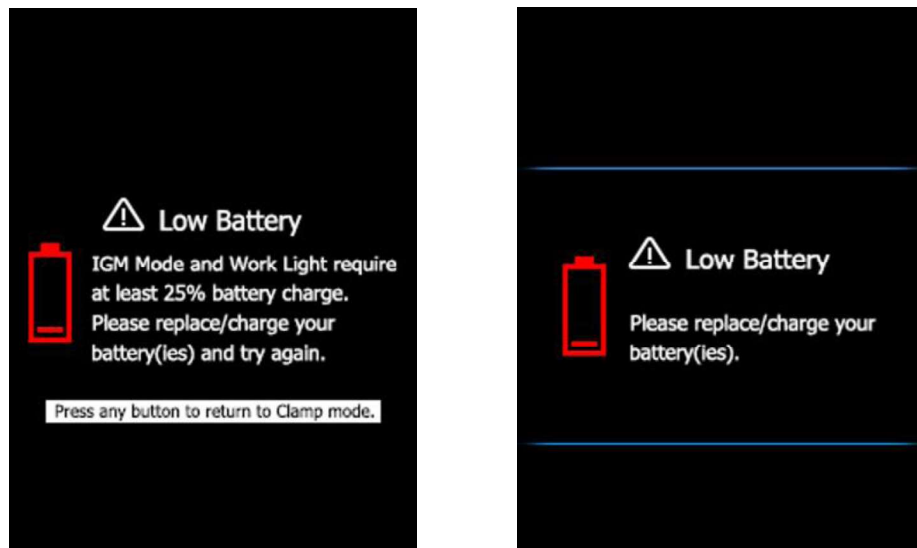 Low Battery
IGM Mode and Work Light require
at least 25% battery charge.
Please replace/charge your
battery(ies) and try again.
Press any button to return to Clamp mode.
Low Battery
Please replace/charge your
battery(ies).